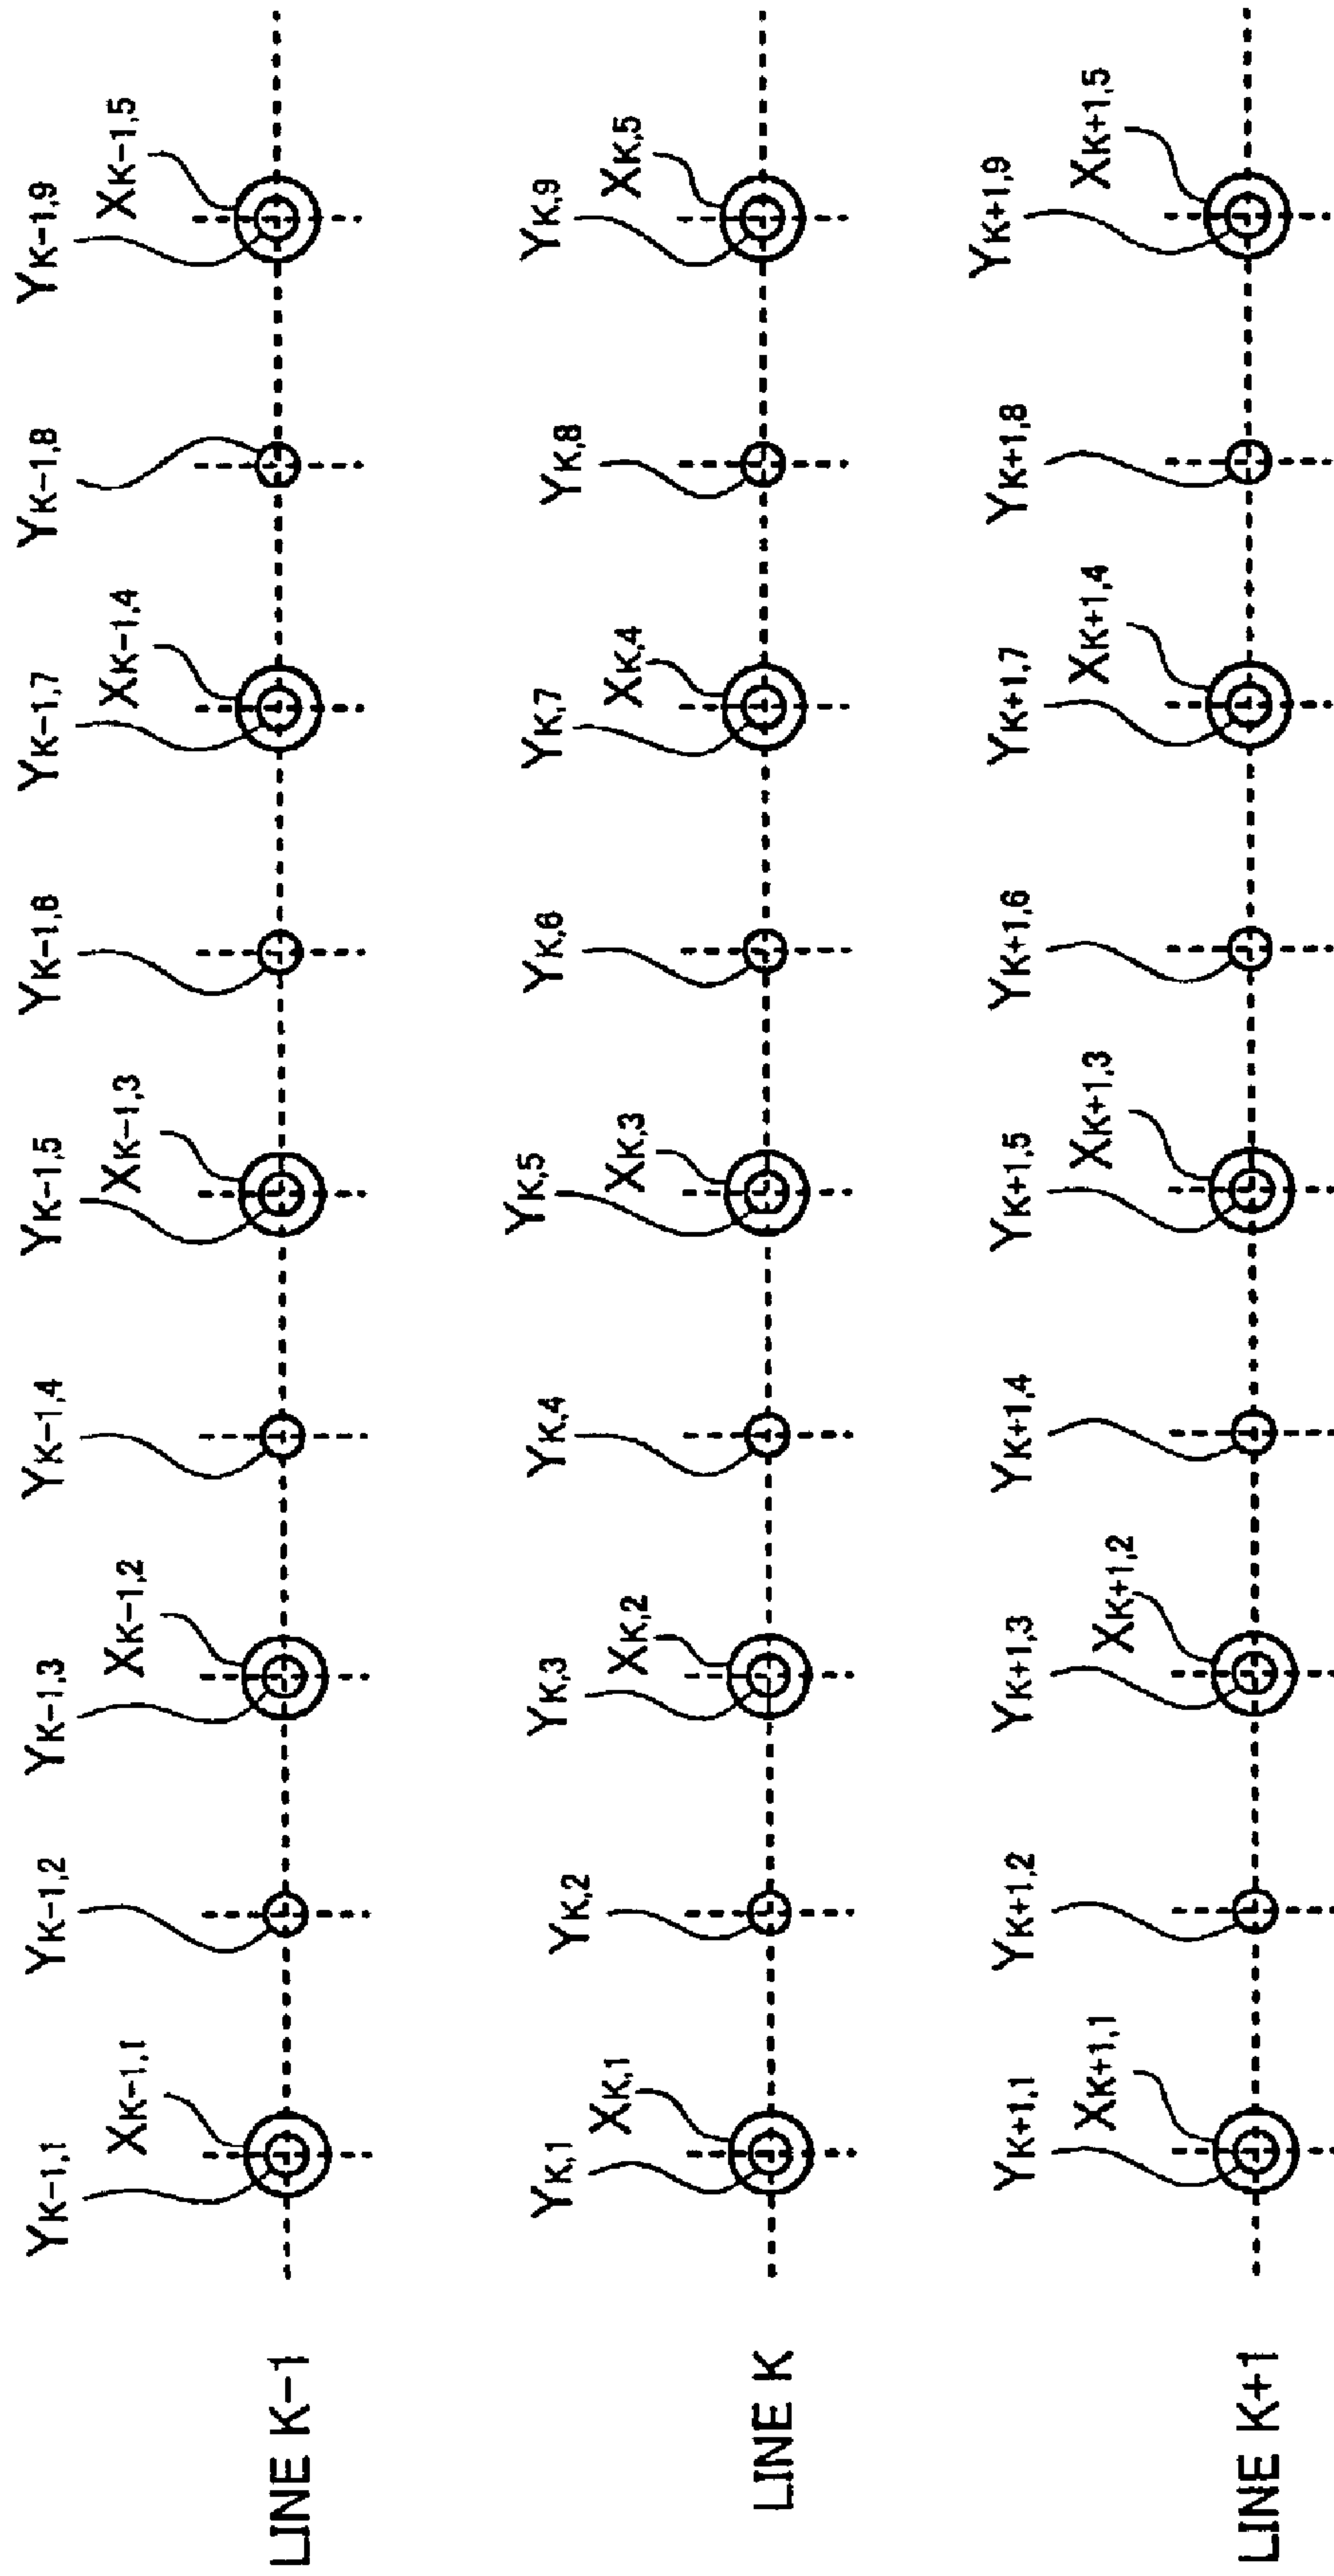 YK-1,1 YK-1,2 YK-1,3 YK-1,4 YK-1,5 YK-1,6 YK-1,7 YK-1,8 YK-1,9
XK-1,1 XK-1,2 XK-1,3 XK-1,4 XK-1,5
LINE K-1
YK,1 YK,2 YK,3 YK,4 YK,5 YK,6 YK,7 YK,8 YK,9
XK,1 XK,2 XK,3 XK,4 XK,5
LINE K
YK+1,1 YK+1,2 YK+1,3 YK+1,4 YK+1,5 YK+1,6 YK+1,7 YK+1,8 YK+1,9
XK+1,1 XK+1,2 XK+1,3 XK+1,4 XK+1,5
LINE K+1